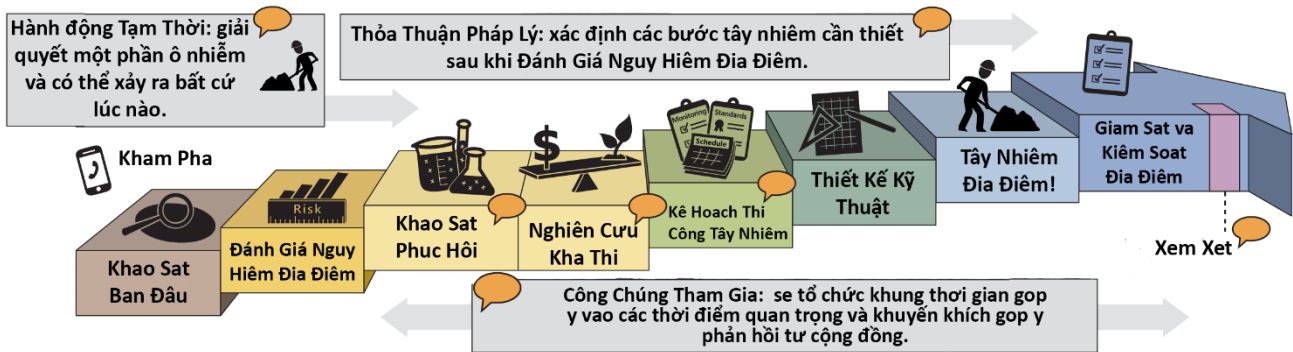 Hành động Tạm Thời: giải
quyết một phần ô nhiễm
và có thể xảy ra bất cứ
lúc nào.
Thỏa Thuận Pháp Lý: xác định các bước tây nhiêm cần thiết
sau khi Đánh Giá Nguy Hiêm Đia Điêm.
Kham Pha
Khao Sat
Ban Đâu
Risk
Đánh Giá Nguy
Hiêm Đia Điêm
Khao Sat
Phuc Hôi
$
Nghiên Cưu
Kha Thi
Monitoring
Standards
Schedule
Kê Hoach Thi
Công Tây Nhiêm
Thiết Kế Kỹ
Thuật
Tây Nhiêm
Đia Điêm!
Giam Sat va
Kiêm Soat
Đia Điêm
Xem Xet
Công Chúng Tham Gia: se tổ chức khung thơi gian gop
y vao các thời điểm quan trọng và khuyến khích gop y
phản hồi tư cộng đồng.